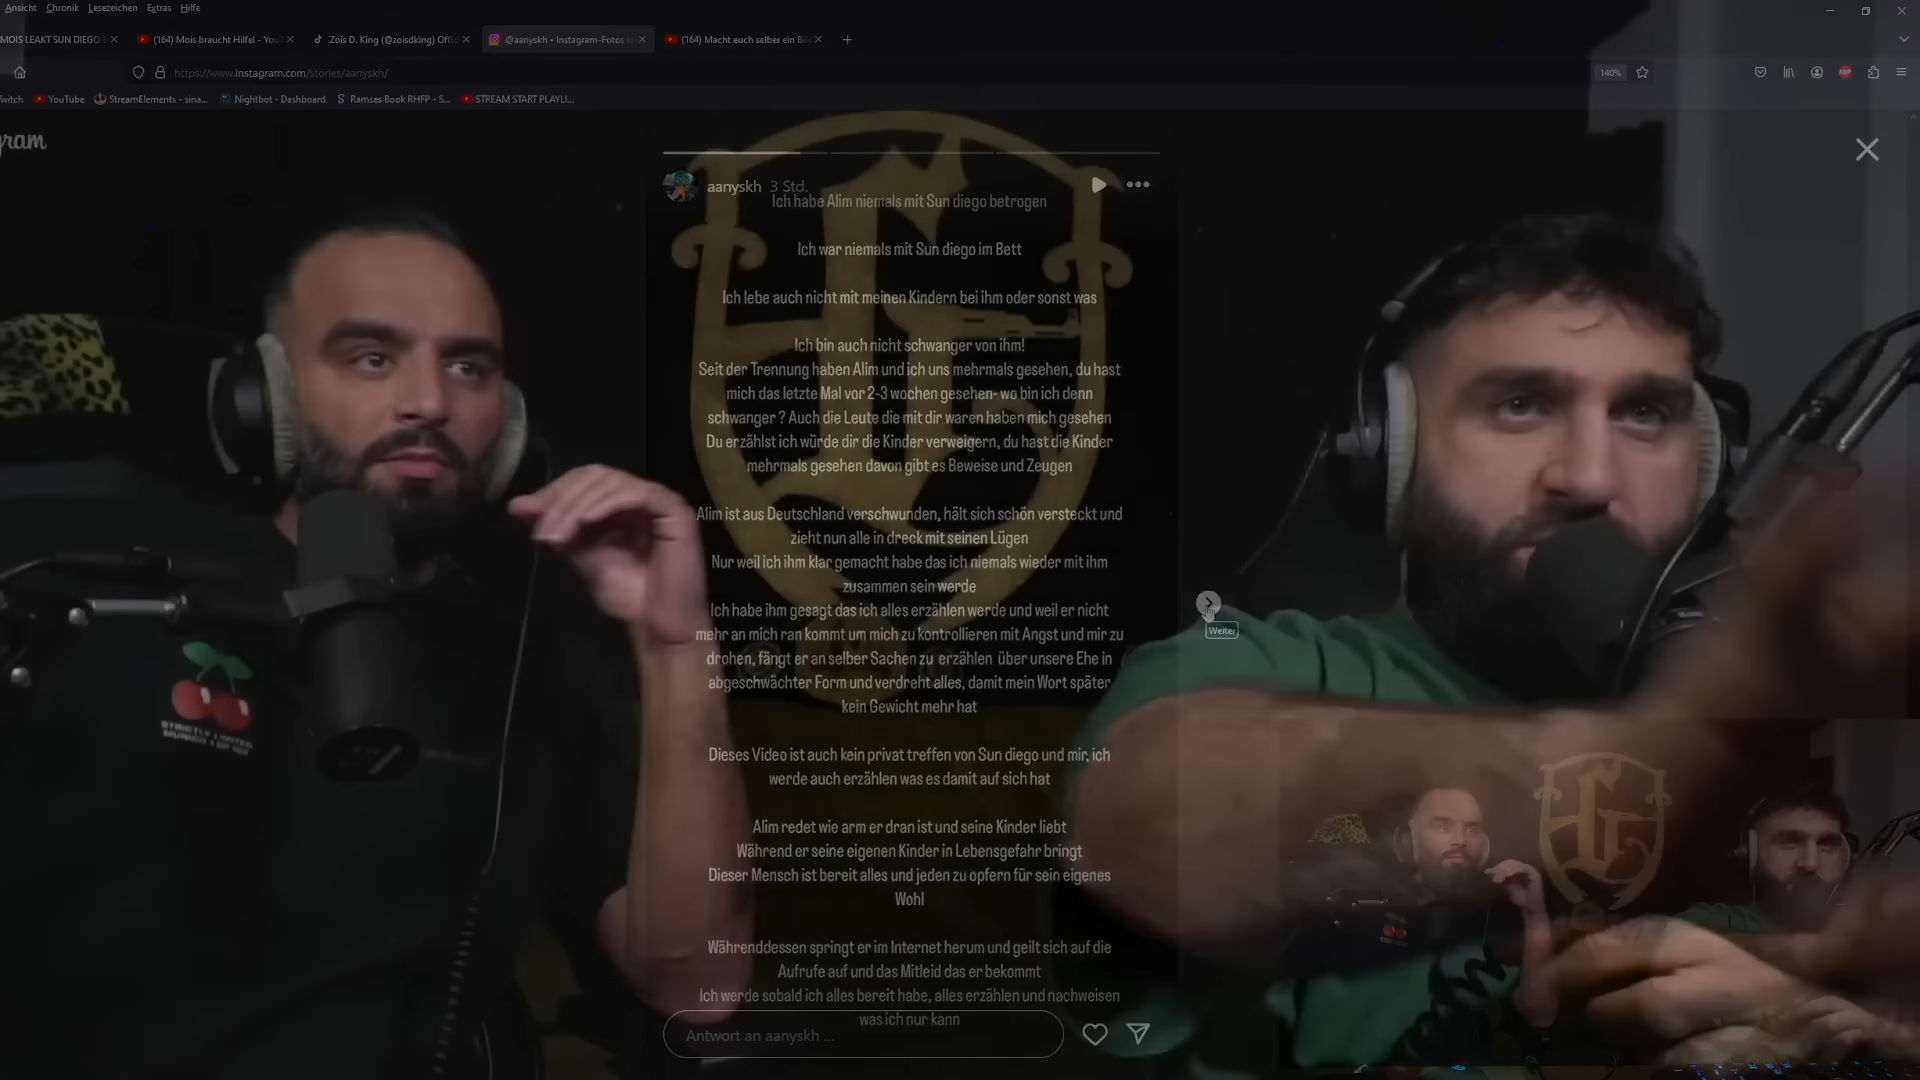 Ansicht Chronik Lesezeichen Extras Hilfe
MOIS LEAKT SUN DIEGO
(164) Mois braucht Hilfe! - You
Zois D. King (@zoisdking) Offic
@aanyskh • Instagram-Fotos
(164) Macht euch selber ein Bil
https://www.instagram.com/stories/aanyskh/
140%
ABP
witch
YouTube
StreamElements - sina...
Nightbot - Dashboard
Ramses Book RHFP - S...
STREAM START PLAYLI...
gram
aanyskh 3 Std.
Ich habe Alim niemals mit Sun diego betrogen
Ich war niemals mit Sun diego im Bett
Ich lebe auch nicht mit meinen Kindern bei ihm oder sonst was
Ich bin auch nicht schwanger von ihm!
Seit der Trennung haben Alim und ich uns mehrmals gesehen, du hast
mich das letzte Mal vor 2-3 wochen gesehen- wo bin ich denn
schwanger ? Auch die Leute die mit dir waren haben mich gesehen
Du erzählst ich würde dir die Kinder verweigern, du hast die Kinder
mehrmals gesehen davon gibt es Beweise und Zeugen
Alim ist aus Deutschland verschwunden, hält sich schön versteckt und
zieht nun alle in dreck mit seinen Lügen
Nur weil ich ihm klar gemacht habe das ich niemals wieder mit ihm
zusammen sein werde
Ich habe ihm gesagt das ich alles erzählen werde und weil er nicht
mehr an mich ran kommt um mich zu kontrollieren mit Angst und mir zu
drohen, fängt er an selber Sachen zu erzählen über unsere Ehe in
abgeschwächter Form und verdreht alles, damit mein Wort später
kein Gewicht mehr hat
Dieses Video ist auch kein privat treffen von Sun diego und mir, ich
werde auch erzählen was es damit auf sich hat
Alim redet wie arm er dran ist und seine Kinder liebt
Während er seine eigenen Kinder in Lebensgefahr bringt
Dieser Mensch ist bereit alles und jeden zu opfern für sein eigenes
Wohl
Währenddessen springt er im Internet herum und geilt sich auf die
Aufrufe auf und das Mitleid das er bekommt
Ich werde sobald ich alles bereit habe, alles erzählen und nachweisen
was ich nur kann
Antwort an aanyskh ...
Weiter
STRICTLY LIMITED